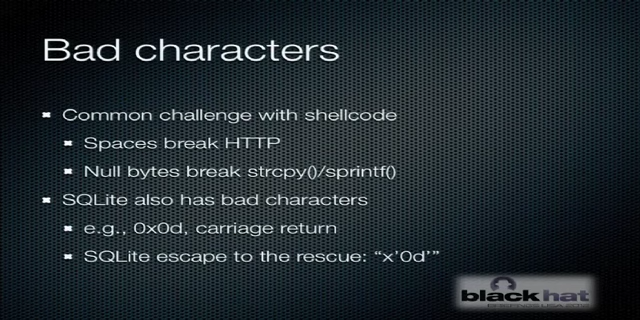 Bad characters
Common challenge with shellcode
Spaces break HTTP
Null bytes break strcpy()/sprintf()
SQLite also has bad characters
e.g., 0x0d, carriage return
SQLite escape to the rescue: “x’0d’”
black hat